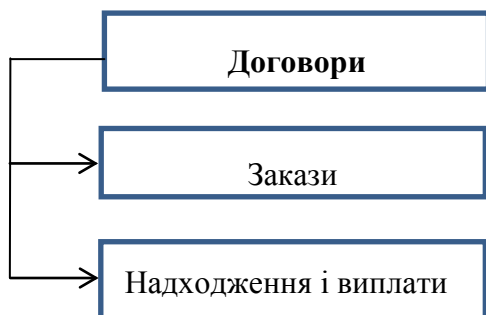 Договори
Закази
Надходження і виплати